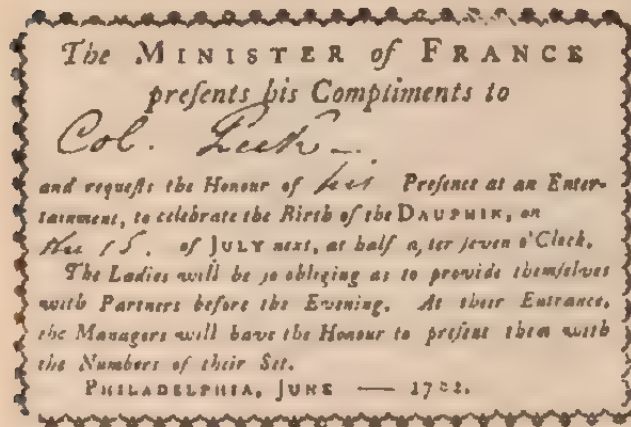 The MINISTER of FRANCE
preſents his Compliments to
Col.
and requeſts the Honour of his Preſence at an Enter-
tainment, to celebrate the Birth of the DAUPHIN, on
the 15. of JULY next, at half after ſeven o'Clock.
The Ladies will be ſo obliging as to provide themſelves
with Partners before the Evening. At their Entrance,
the Managers will have the Honour to preſent them with
the Numbers of their Set.
PHILADELPHIA, JUNE — 1782.